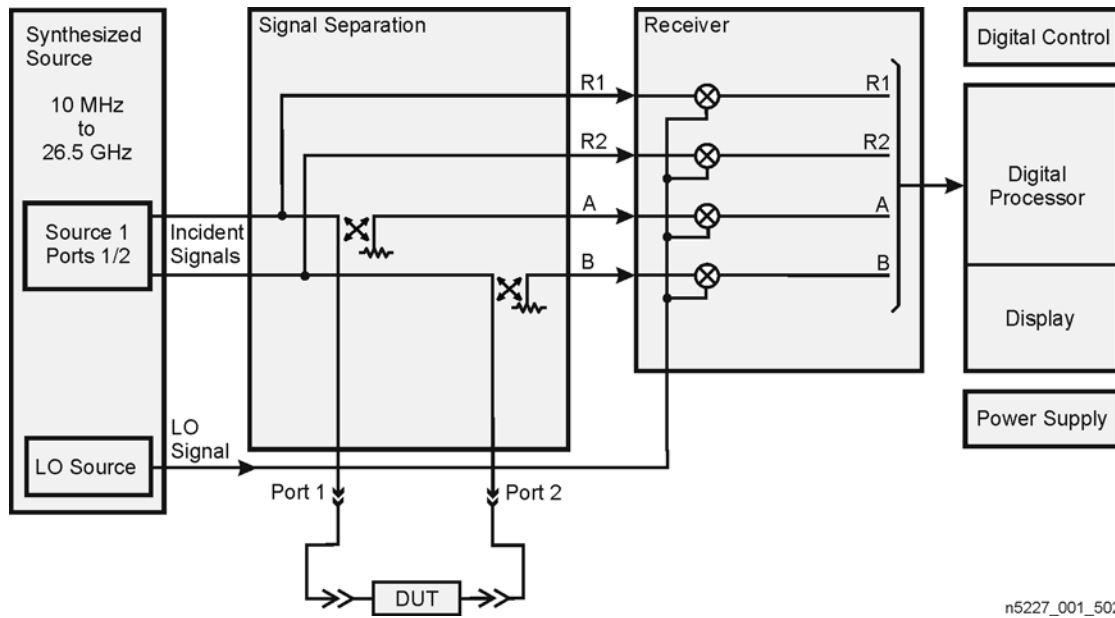 Synthesized
Source
10 MHz
to
26.5 GHz
Source 1
Ports 1/2
Incident
Signals
LO Source
LO
Signal
Signal Separation
R1
R2
A
B
Port 1
Port 2
DUT
Receiver
R1
R2
A
B
Digital Control
Digital
Processor
Display
Power Supply
n5227_001_502